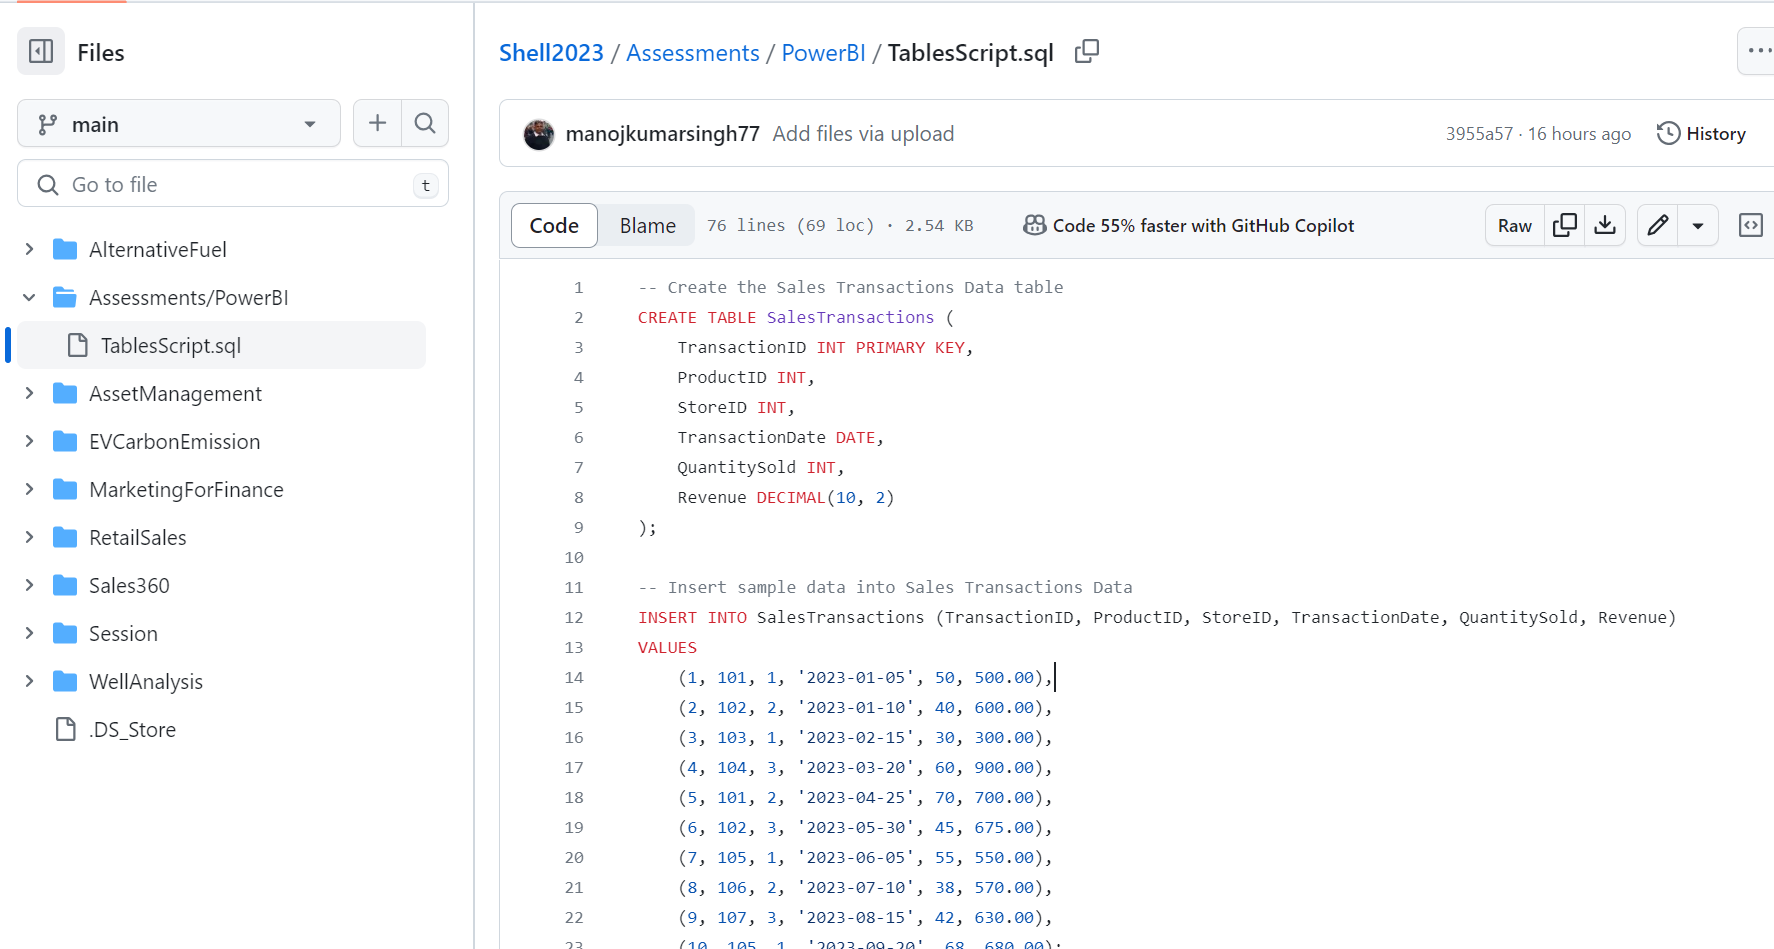 Files
main
Go to file
t
AlternativeFuel
Assessments/PowerBI
TablesScript.sql
AssetManagement
EVCarbonEmission
MarketingForFinance
RetailSales
Sales360
Session
WellAnalysis
.DS_Store
Shell2023 / Assessments / PowerBI / TablesScript.sql
manojkumarsingh77 Add files via upload 3955a57 · 16 hours ago History
Code Blame 76 lines (69 loc) · 2.54 KB Code 55% faster with GitHub Copilot Raw
1 -- Create the Sales Transactions Data table
2 CREATE TABLE SalesTransactions (
3 TransactionID INT PRIMARY KEY,
4 ProductID INT,
5 StoreID INT,
6 TransactionDate DATE,
7 QuantitySold INT,
8 Revenue DECIMAL(10, 2)
9 );
10
11 -- Insert sample data into Sales Transactions Data
12 INSERT INTO SalesTransactions (TransactionID, ProductID, StoreID, TransactionDate, QuantitySold, Revenue)
13 VALUES
14 (1, 101, 1, '2023-01-05', 50, 500.00),
15 (2, 102, 2, '2023-01-10', 40, 600.00),
16 (3, 103, 1, '2023-02-15', 30, 300.00),
17 (4, 104, 3, '2023-03-20', 60, 900.00),
18 (5, 101, 2, '2023-04-25', 70, 700.00),
19 (6, 102, 3, '2023-05-30', 45, 675.00),
20 (7, 105, 1, '2023-06-05', 55, 550.00),
21 (8, 106, 2, '2023-07-10', 38, 570.00),
22 (9, 107, 3, '2023-08-15', 42, 630.00),
23 (10, 105, 1, '2023-09-20', 68, 680.00);